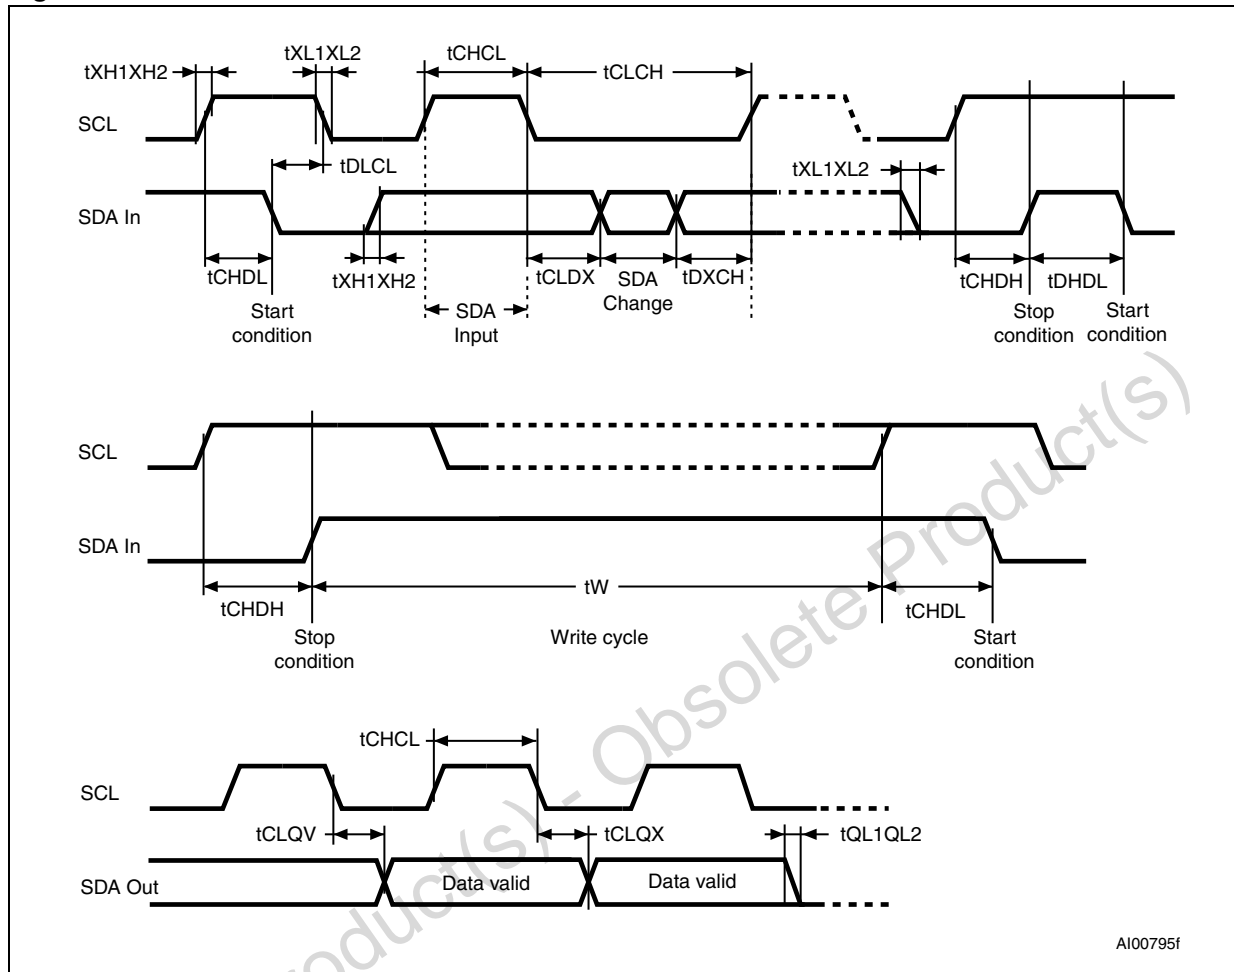 tXH1XH2
tXL1XL2
tCHCL
tCLCH
SCL
tDLCL
tXL1XL2
SDA In
tCHDL
tXH1XH2
tCLDX
SDA
Change
tDXCH
tCHDH
tDHDL
Start
condition
SDA
Input
Stop
condition
Start
condition
SCL
SDA In
tCHDH
tW
tCHDL
Stop
condition
Write cycle
Start
condition
tCHCL
SCL
tCLQV
tCLQX
tQL1QL2
SDA Out
Data valid
Data valid
AI00795f
roduct(s) - Obsolete Product(s)